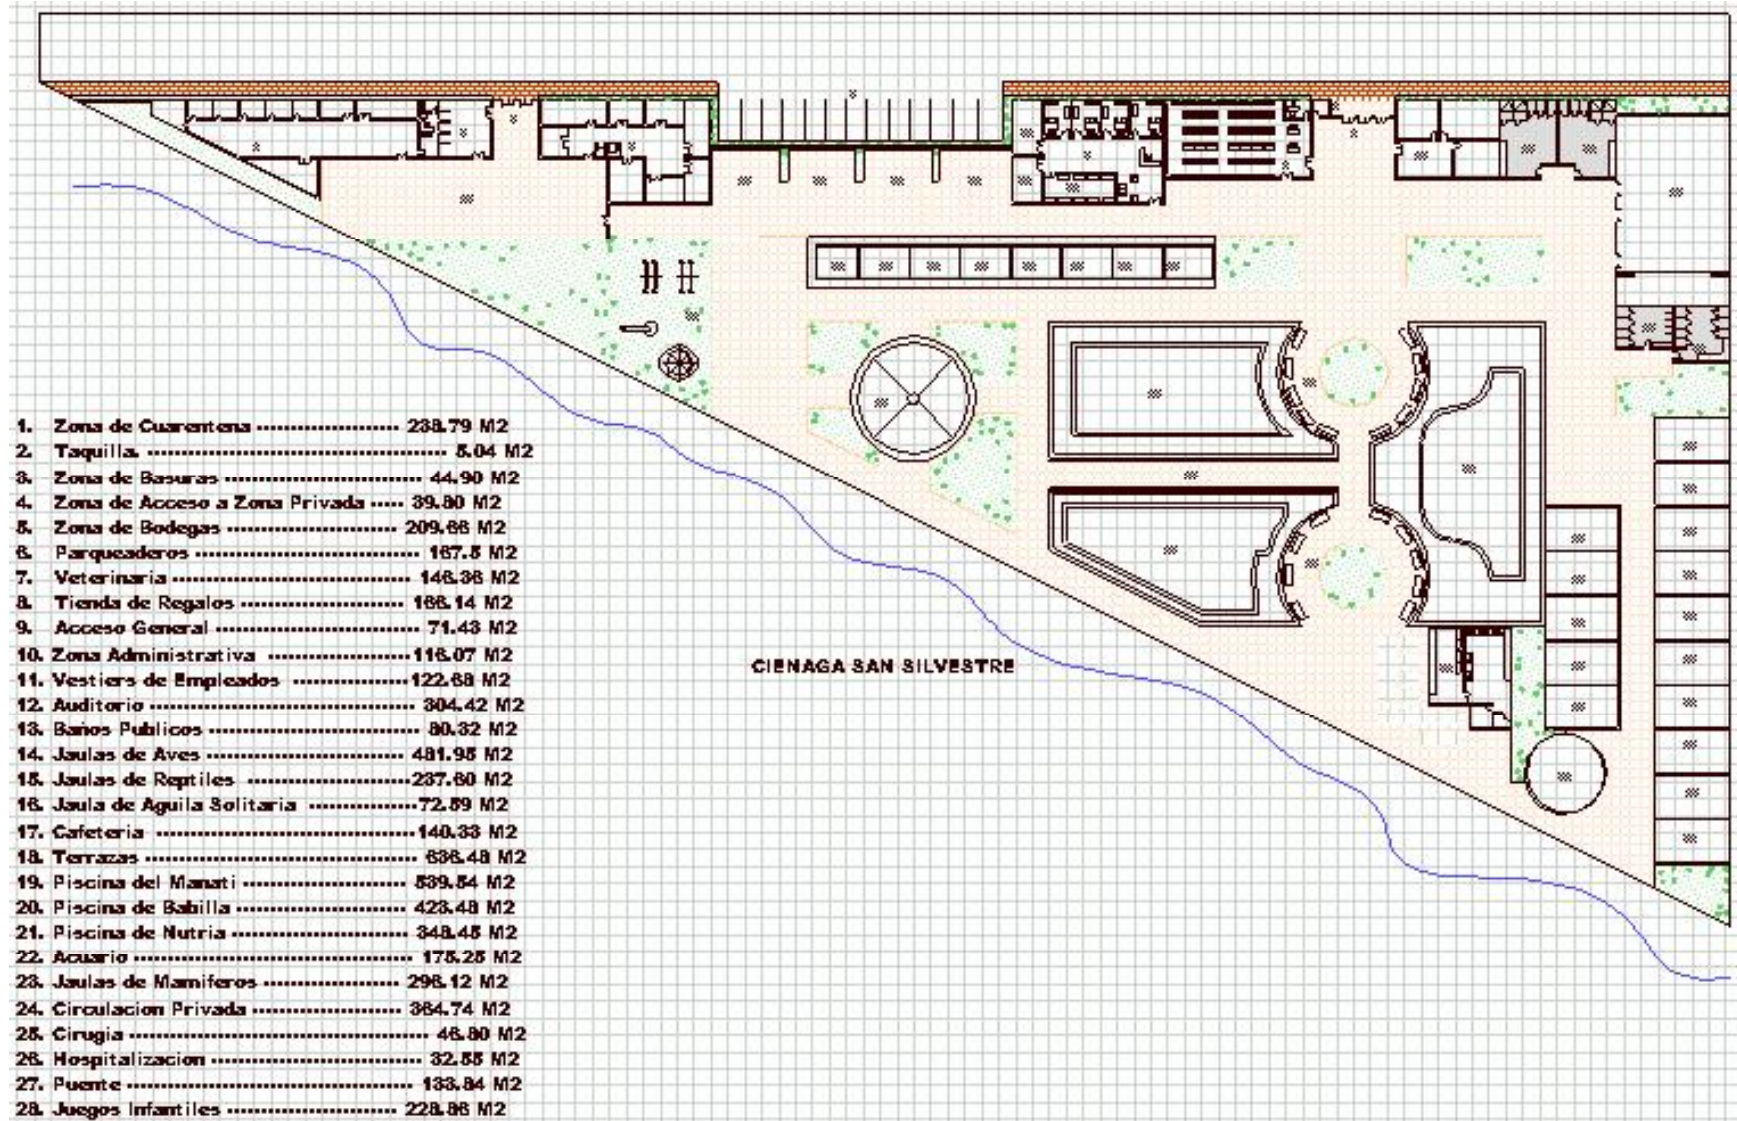 1. Zona de Cuarentena ------------------ 238.79 M2
2. Taquilla. ------------------ 5.04 M2
3. Zona de Basuras ------------------ 44.90 M2
4. Zona de Acceso a Zona Privada ----- 39.80 M2
5. Zona de Bodegas ------------------ 209.66 M2
6. Parqueaderos ------------------ 167.5 M2
7. Veterinaria ------------------ 146.36 M2
8. Tienda de Regalos ------------------ 166.14 M2
9. Acceso General ------------------ 71.43 M2
10. Zona Administrativa ------------------ 116.07 M2
CIENAGA SAN SILVESTRE
11. Vestiers de Empleados ------------------ 122.68 M2
12. Auditorio ------------------ 304.42 M2
13. Baños Publicos ------------------ 80.32 M2
14. Jaulas de Aves ------------------ 481.95 M2
15. Jaulas de Reptiles ------------------ 237.60 M2
16. Jaula de Aguila Solitaria ------------------ 72.59 M2
17. Cafeteria ------------------ 140.33 M2
18. Terrazas ------------------ 636.48 M2
19. Piscina del Manati ------------------ 539.54 M2
20. Piscina de Babilla ------------------ 423.48 M2
21. Piscina de Nutria ------------------ 348.45 M2
22. Acuario ------------------ 175.25 M2
23. Jaulas de Mamiferos ------------------ 296.12 M2
24. Circulacion Privada ------------------ 364.74 M2
25. Cirugia ------------------ 46.80 M2
26. Hospitalizacion ------------------ 32.55 M2
27. Puente ------------------ 133.84 M2
28. Juegos Infantiles ------------------ 228.86 M2